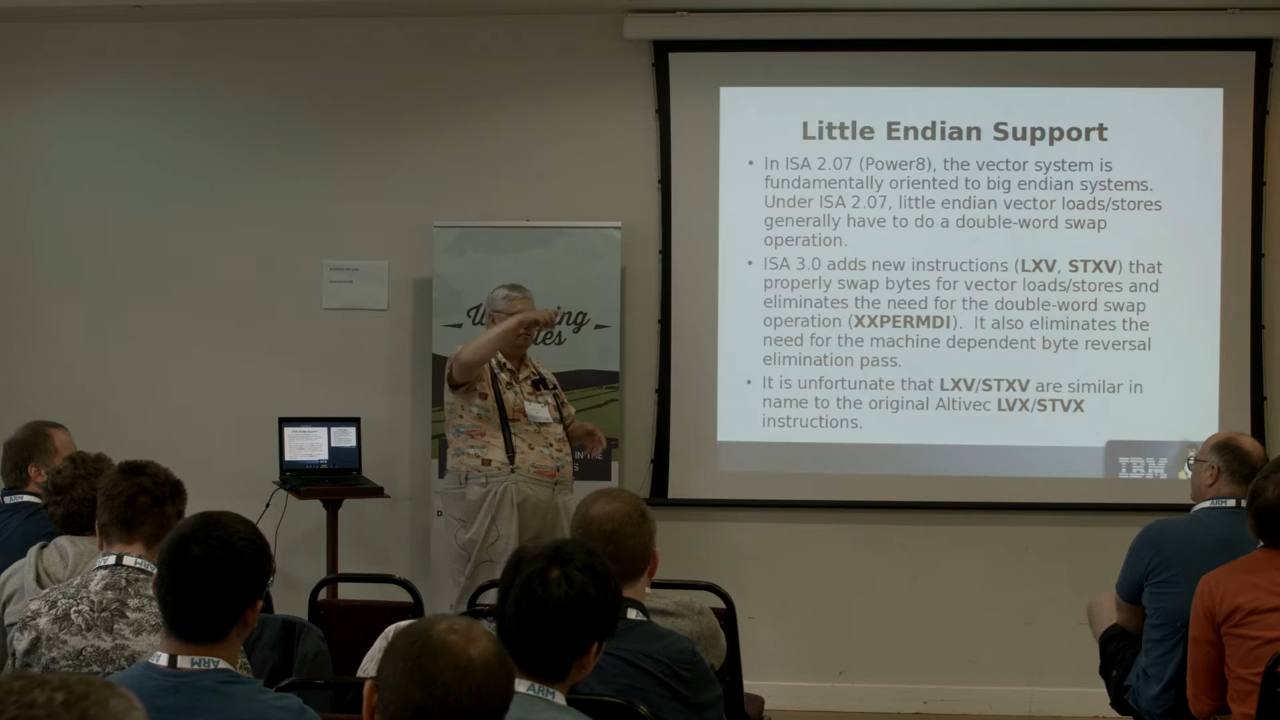 Little Endian Support
• In ISA 2.07 (Power8), the vector system is
fundamentally oriented to big endian systems.
Under ISA 2.07, little endian vector loads/stores
generally have to do a double-word swap
operation.
• ISA 3.0 adds new instructions (LXV, STXV) that
properly swap bytes for vector loads/stores and
eliminates the need for the double-word swap
operation (XXPERMDI).  It also eliminates the
need for the machine dependent byte reversal
elimination pass.
• It is unfortunate that LXV/STXV are similar in
name to the original Altivec LVX/STVX
instructions.
IBM
IN THE
ARM
ARM
ARM
ARM